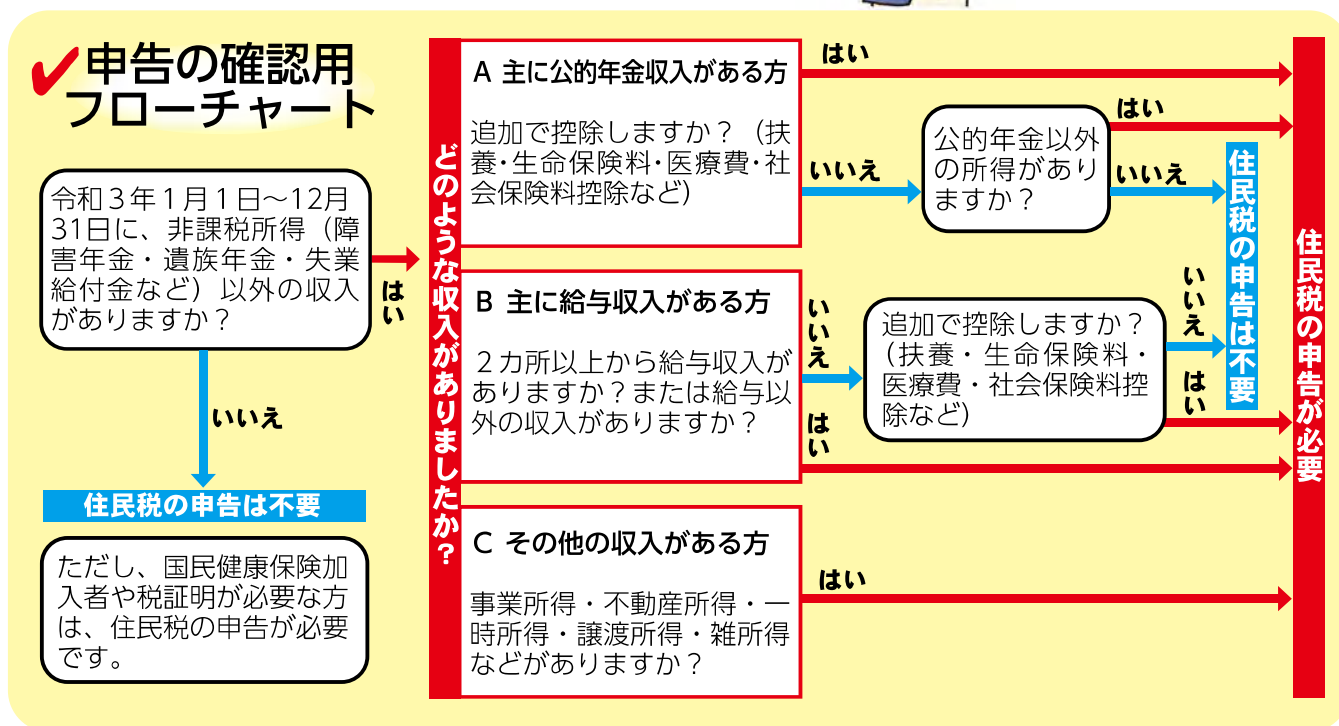 申告の確認用
フローチャート
令和３年１月１日～12月
31日に、非課税所得（障
害年金・遺族年金・失業
給付金など）以外の収入
がありますか？
はい
いいえ
住民税の申告は不要
ただし、国民健康保険加
入者や税証明が必要な方
は、住民税の申告が必要
です。
どのような収入がありましたか？
A 主に公的年金収入がある方
追加で控除しますか？（扶
養・生命保険料・医療費・社
会保険料控除など）
はい
いいえ
公的年金以外
の所得があり
ますか？
はい
いいえ
B 主に給与収入がある方
２カ所以上から給与収入が
ありますか？または給与以
外の収入がありますか？
いいえ
はい
追加で控除しますか？
（扶養・生命保険料・
医療費・社会保険料控
除など）
いいえ
はい
C その他の収入がある方
事業所得・不動産所得・一
時所得・譲渡所得・雑所得
などがありますか？
はい
住民税の申告は不要
住民税の申告が必要